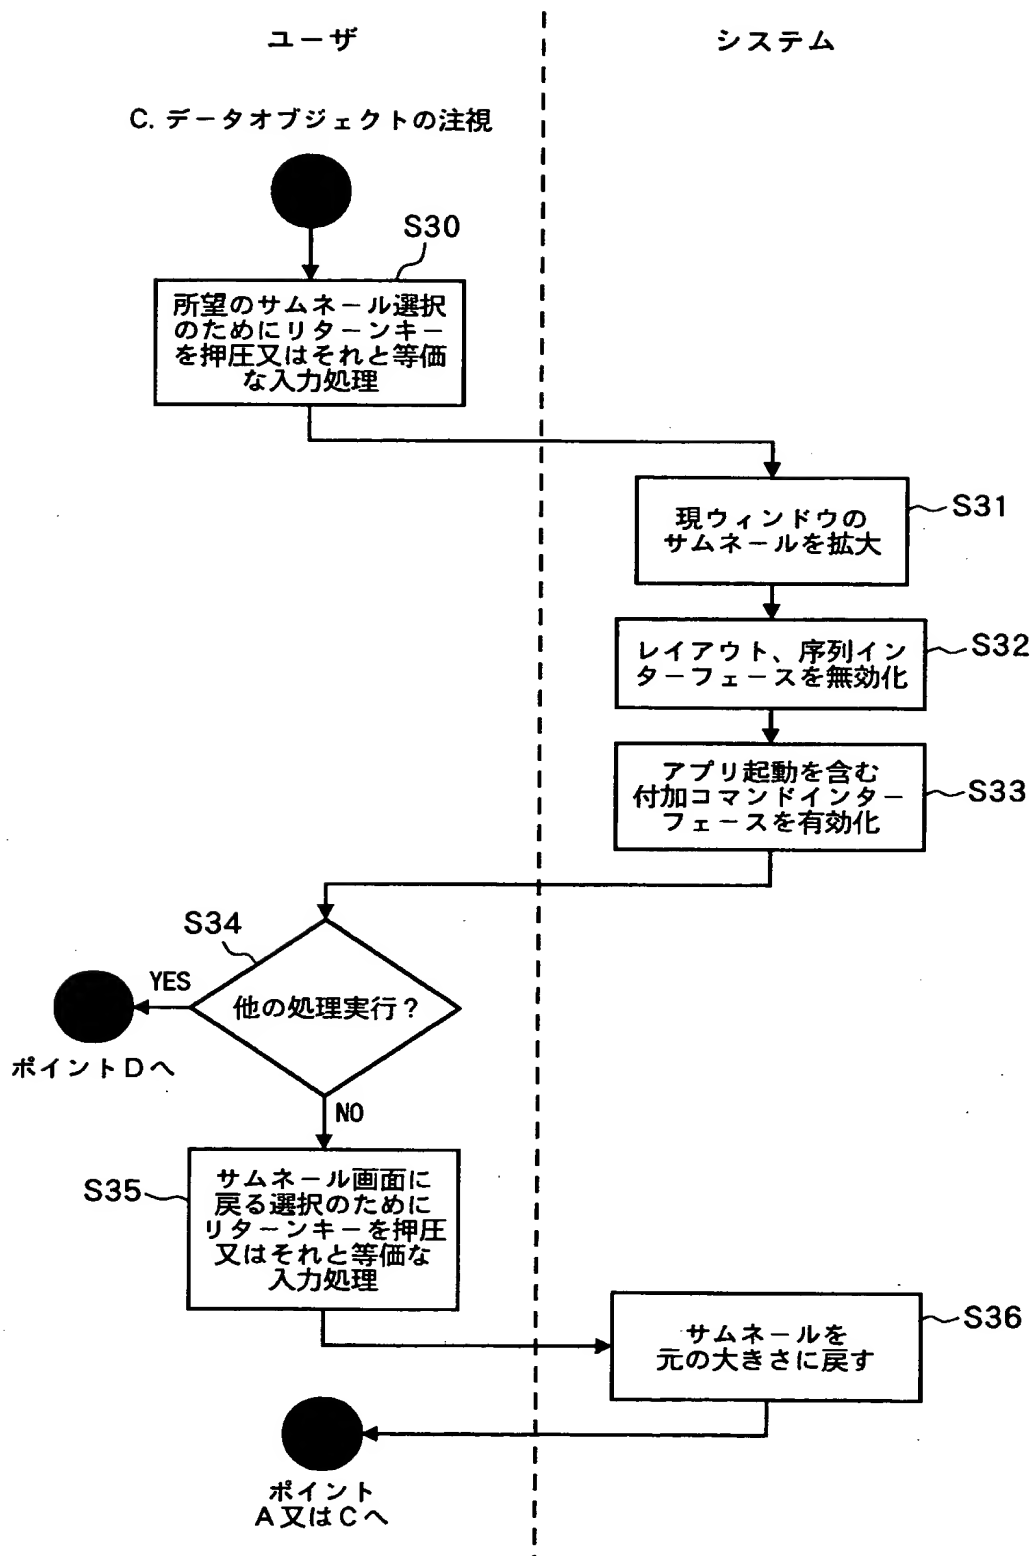 ユーザ
システム
C. データオブジェクトの注視
S30
所望のサムネール選択
のためにリターンキー
を押圧又はそれと等価
な入力処理
現ウィンドウの
サムネールを拡大
S31
レイアウト、序列イン
ターフェースを無効化
S32
アプリ起動を含む
付加コマンドインター
フェースを有効化
S33
S34
YES
他の処理実行？
ポイントDへ
NO
S35
サムネール画面に
戻る選択のために
リターンキーを押圧
又はそれと等価な
入力処理
サムネールを
元の大きさに戻す
S36
ポイント
A又はCへ